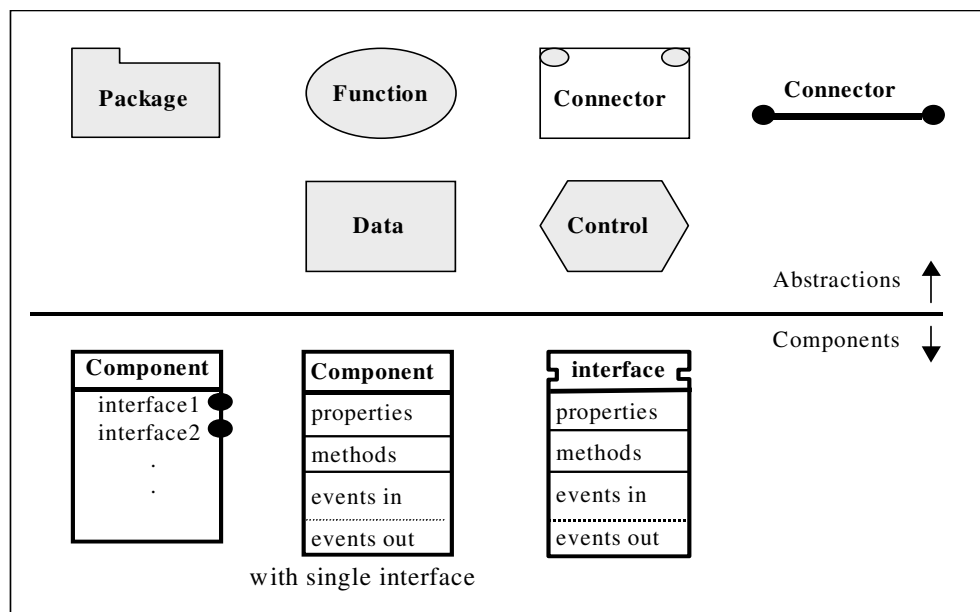 Package
Function
Connector
Connector
Data
Control
Abstractions
Components
Component
interface1
interface2
.
.
Component
properties
methods
events in
events out
with single interface
interface
properties
methods
events in
events out